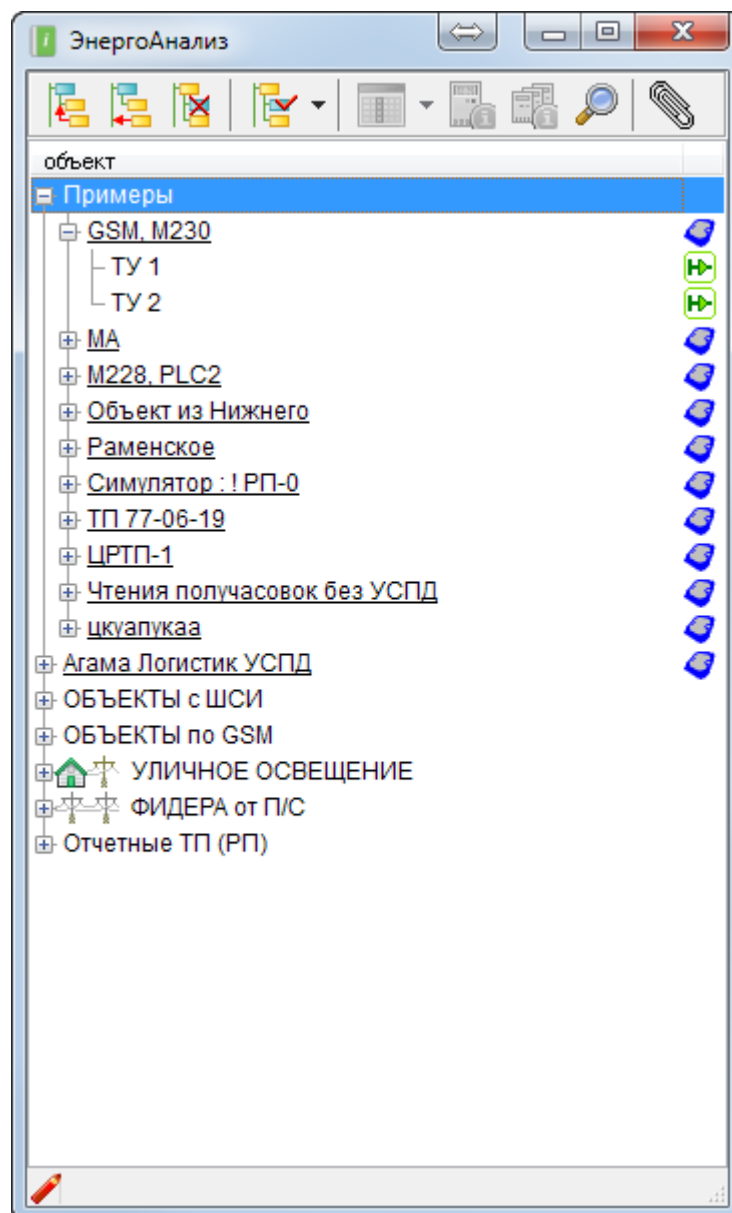 ЭнергоАнализ
объект
Примеры
GSM, М230
ТУ 1
ТУ 2
МА
М228, PLC2
Объект из Нижнего
Раменское
Симулятор : ! РП-0
ТП 77-06-19
ЦРТП-1
Чтения получасовок без УСПД
цкуапукаа
Агама Логистик УСПД
ОБЪЕКТЫ с ШСИ
ОБЪЕКТЫ по GSM
УЛИЧНОЕ ОСВЕЩЕНИЕ
ФИДЕРА от П/С
Отчетные ТП (РП)